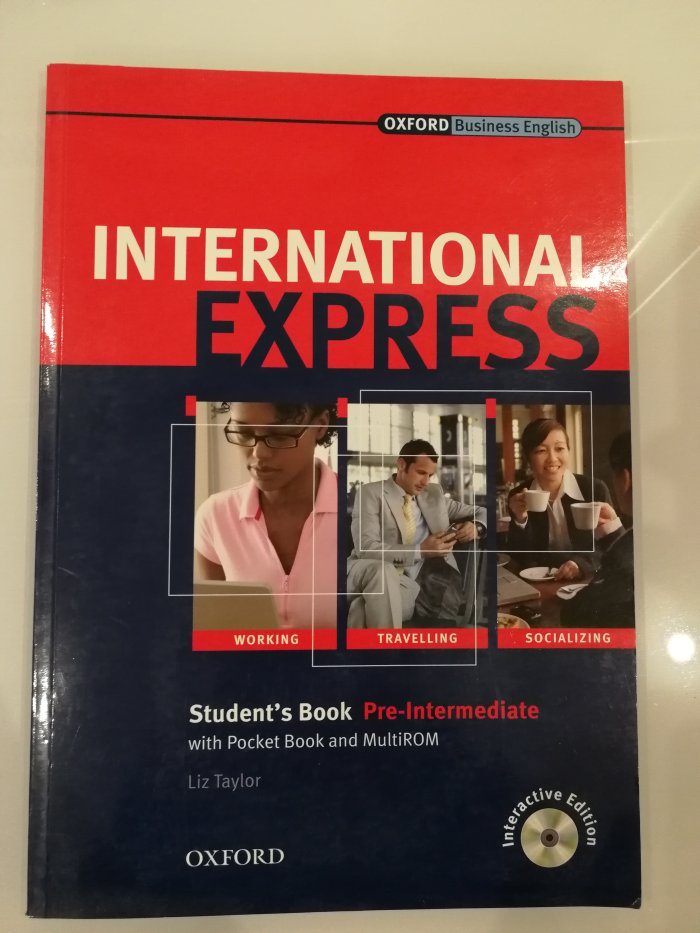 OXFORD Business English
INTERNATIONAL
EXPRESS
WORKING
TRAVELLING
SOCIALIZING
Student's Book Pre-Intermediate
with Pocket Book and MultiROM
Liz Taylor
Interactive Edition
OXFORD